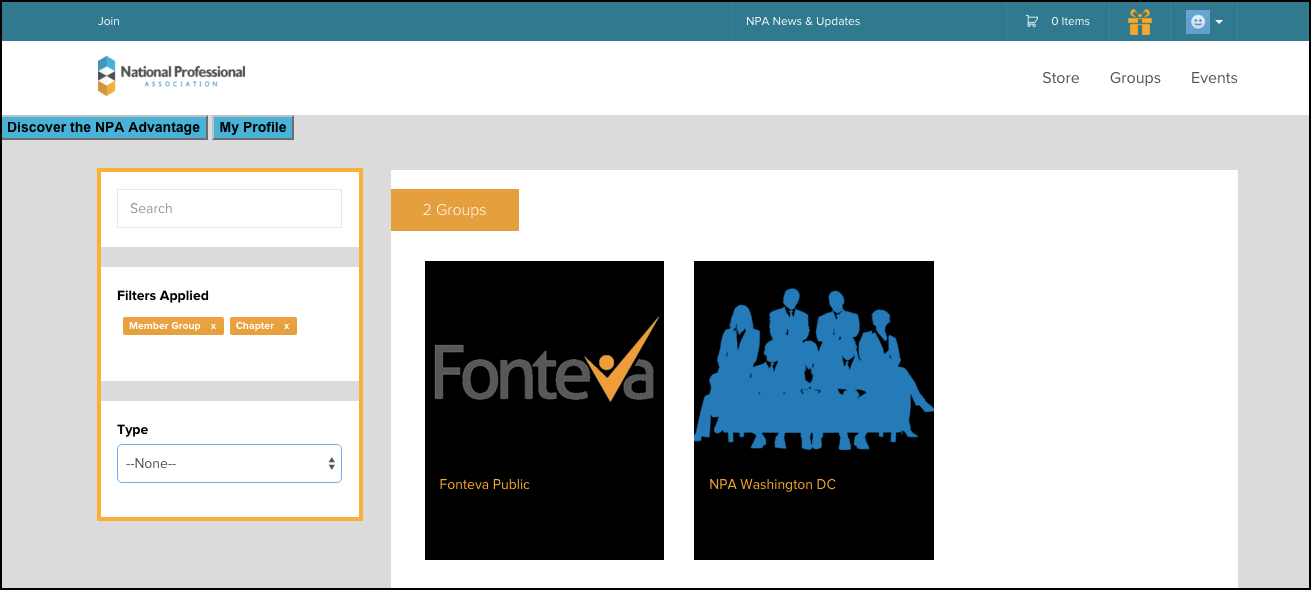 Join
NPA News & Updates
0 Items
National Professional
ASSOCIATION
Store
Groups
Events
Discover the NPA Advantage
My Profile
Search
2 Groups
Filters Applied
Member Group x
Chapter x
Type
--None--
Fonteva
Fonteva Public
NPA Washington DC